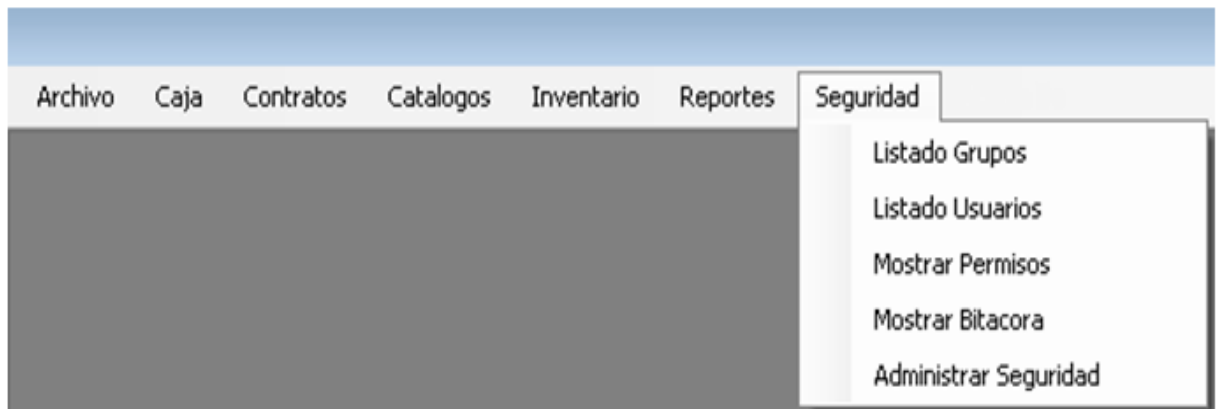 Archivo Caja Contratos Catalogos Inventario Reportes Seguridad
Listado Grupos
Listado Usuarios
Mostrar Permisos
Mostrar Bitacora
Administrar Seguridad